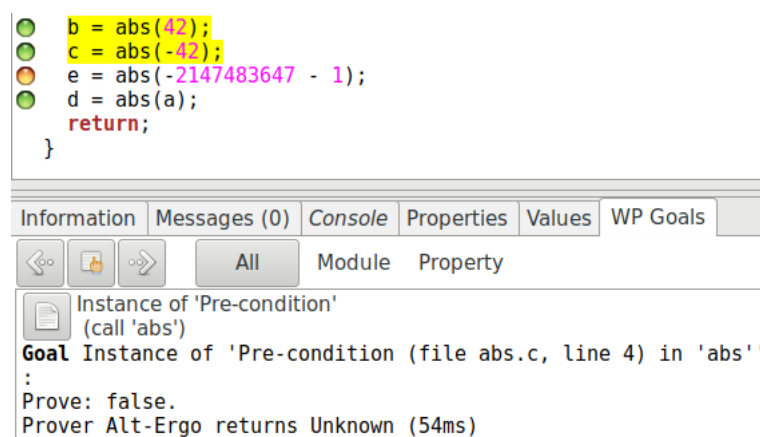 b = abs(42);
c = abs(-42);
e = abs(-2147483647 - 1);
d = abs(a);
return;
}
Information Messages (0) Console Properties Values WP Goals
All Module Property
Instance of 'Pre-condition'
(call 'abs')
Goal Instance of 'Pre-condition (file abs.c, line 4) in 'abs''
:
Prove: false.
Prover Alt-Ergo returns Unknown (54ms)